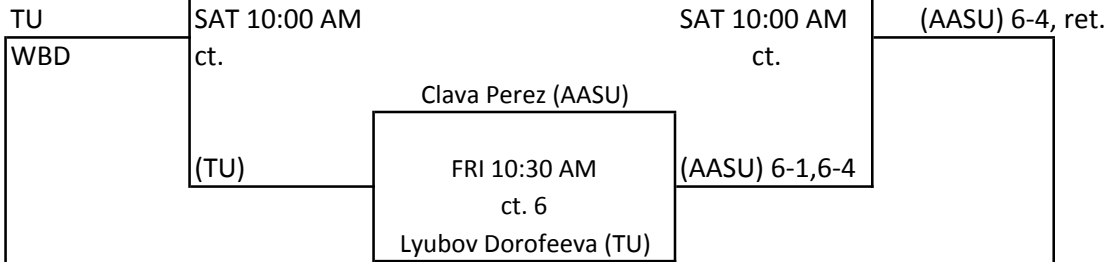 TU SAT 10:00 AM SAT 10:00 AM (AASU) 6-4, ret.
WBD ct. ct.
Clava Perez (AASU)
(TU) FRI 10:30 AM (AASU) 6-1,6-4
ct. 6
Lyubov Dorofeeva (TU)